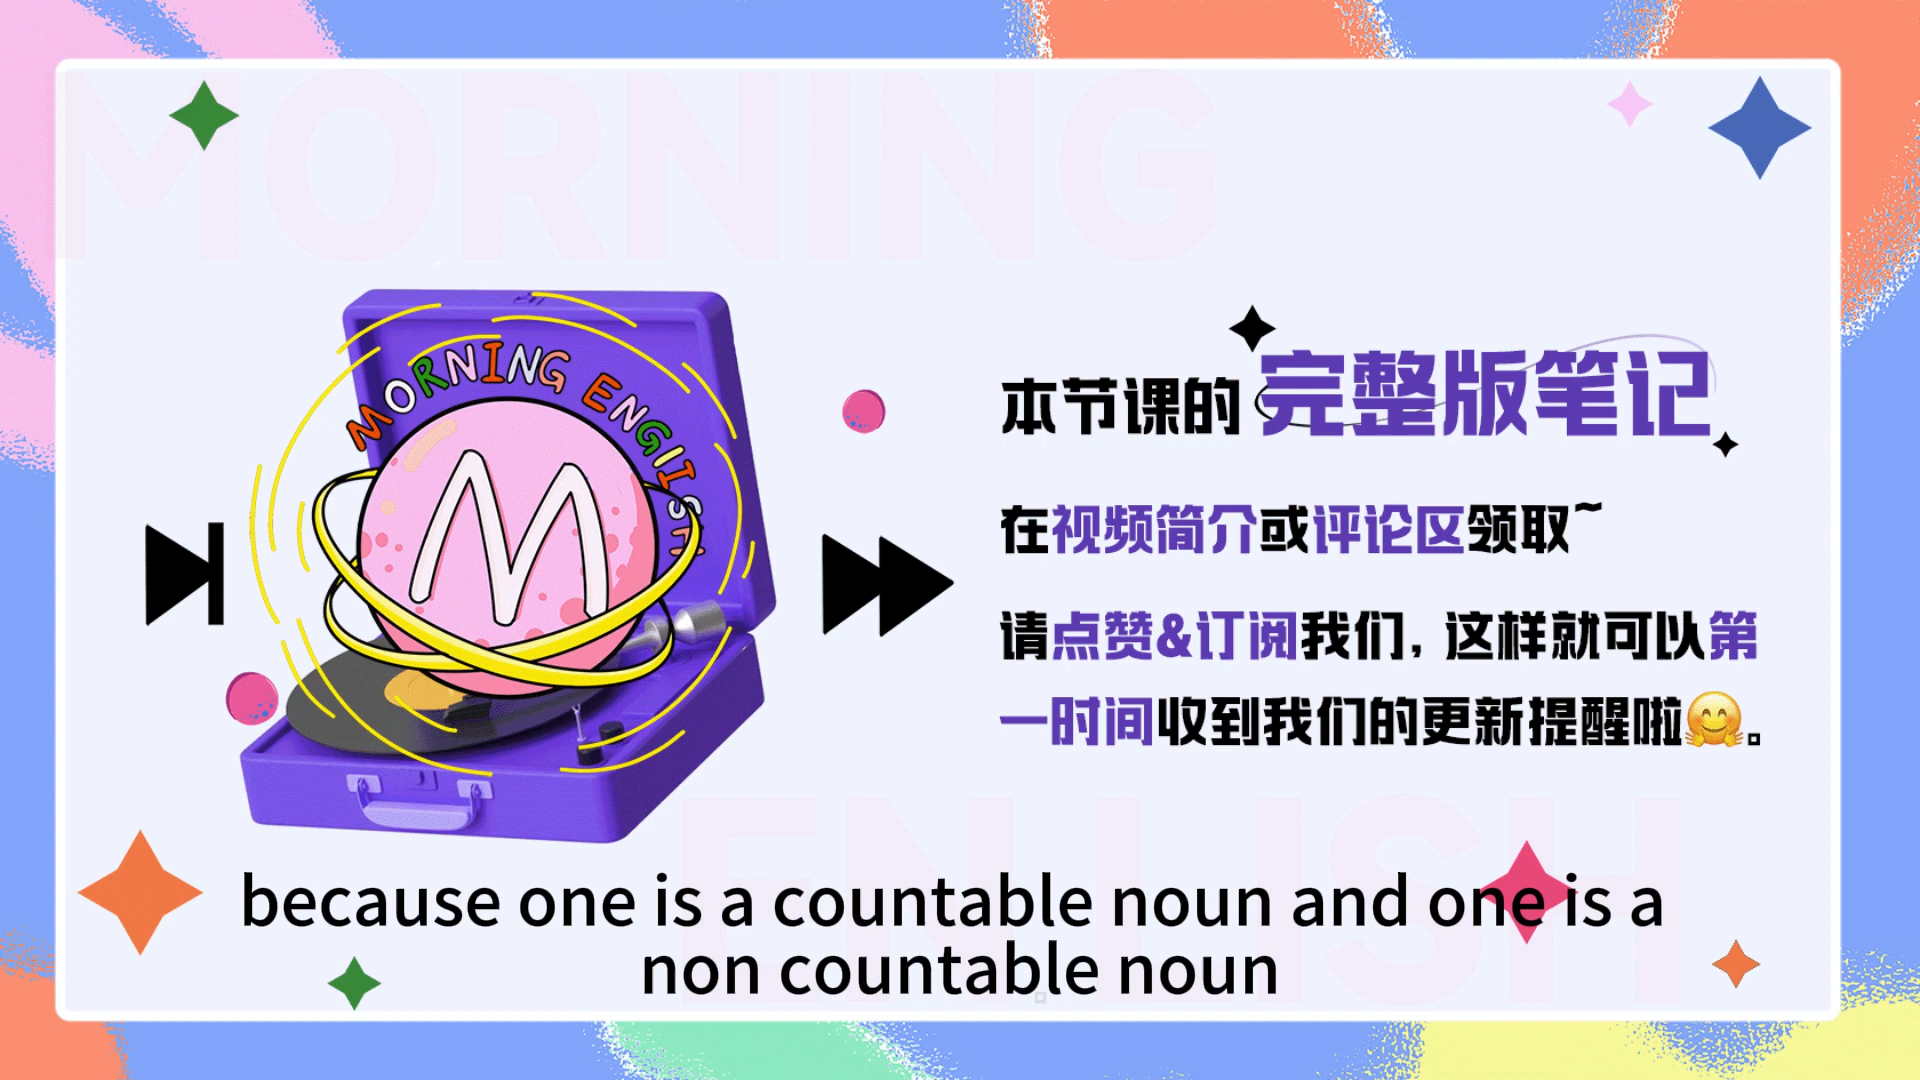 MORNING
MORNING ENGLISH
M
本节课的 完整版笔记
在视频简介或评论区领取~
请点赞&订阅我们，这样就可以第
一时间收到我们的更新提醒啦🤗。
EN LISH
because one is a countable noun and one is a
non countable noun